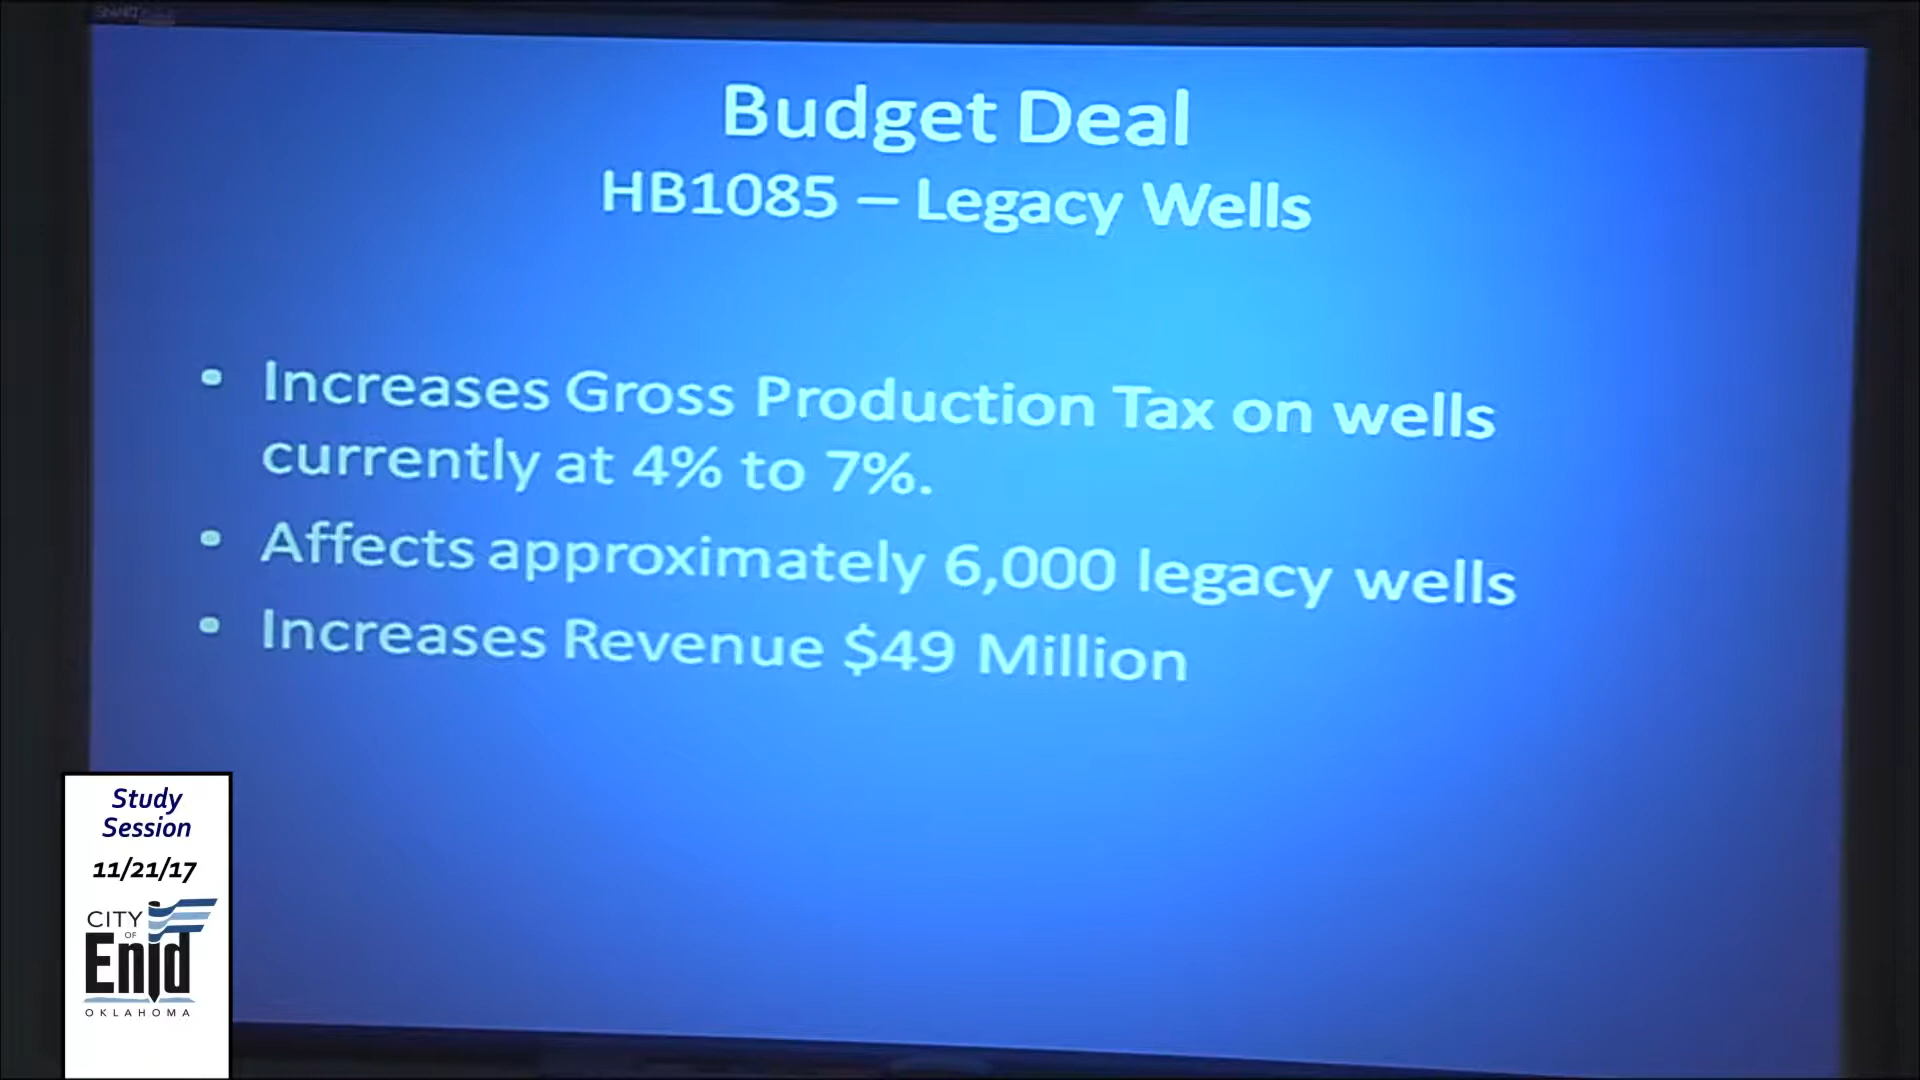 SMART
Budget Deal
HB1085 – Legacy Wells
• Increases Gross Production Tax on wells
currently at 4% to 7%.
• Affects approximately 6,000 legacy wells
• Increases Revenue $49 Million
Study
Session
11/21/17
CITY
OF
Enid
OKLAHOMA